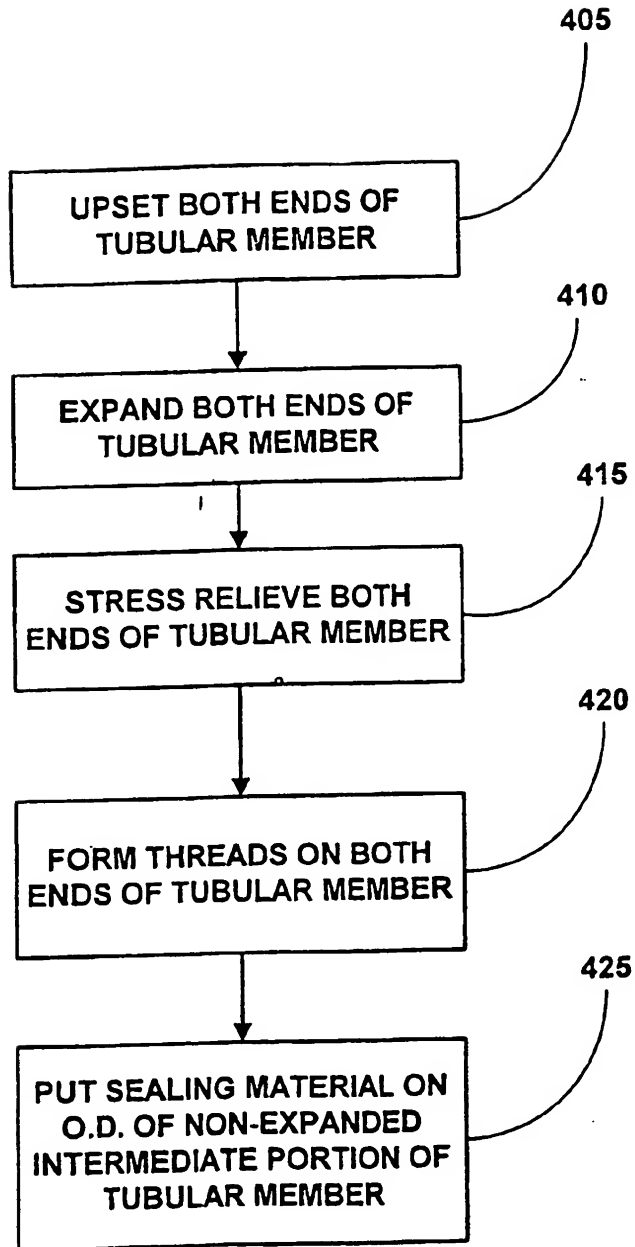 405
UPSET BOTH ENDS OF
TUBULAR MEMBER
410
EXPAND BOTH ENDS OF
TUBULAR MEMBER
415
STRESS RELIEVE BOTH
ENDS OF TUBULAR MEMBER
420
FORM THREADS ON BOTH
ENDS OF TUBULAR MEMBER
425
PUT SEALING MATERIAL ON
O.D. OF NON-EXPANDED
INTERMEDIATE PORTION OF
TUBULAR MEMBER